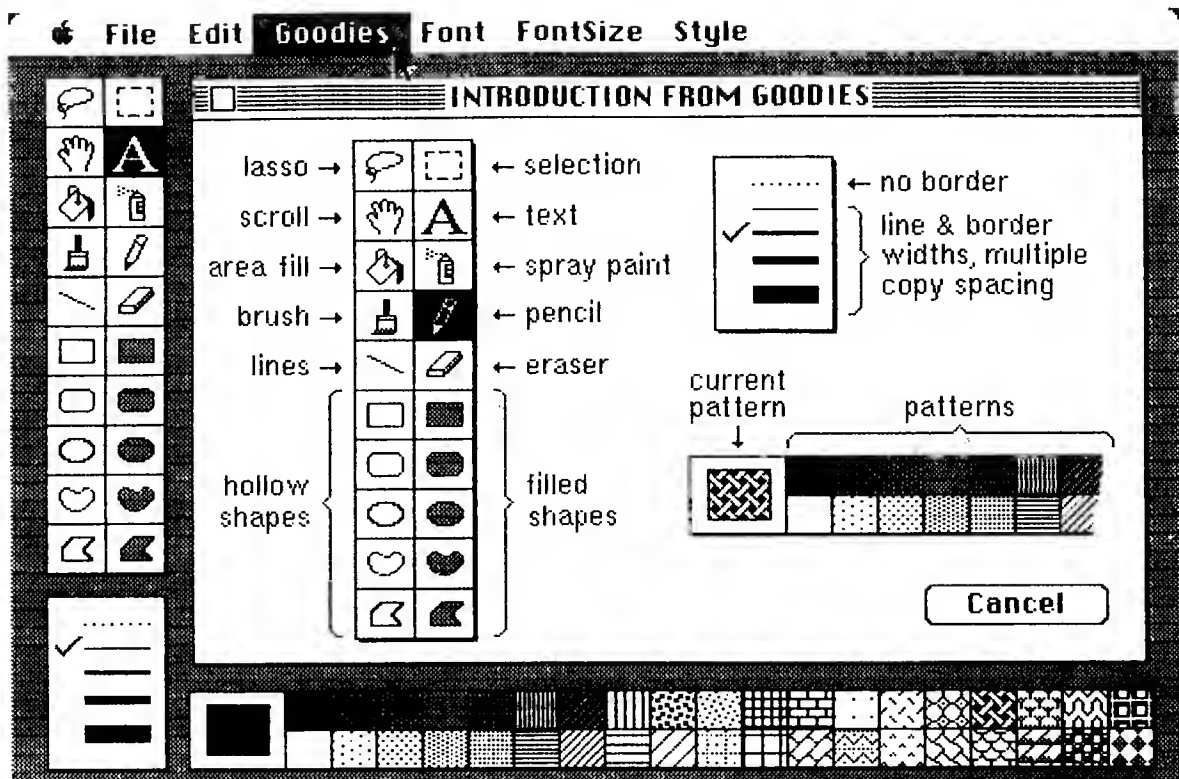 File Edit Goodies Font FontSize Style
INTRODUCTION FROM GOODIES
lasso → ← selection
scroll → A ← text
area fill → ← spray paint
brush → ← pencil
lines → ← eraser
hollow
shapes
filled
shapes
← no border
line & border
widths, multiple
copy spacing
current
pattern
patterns
Cancel
A